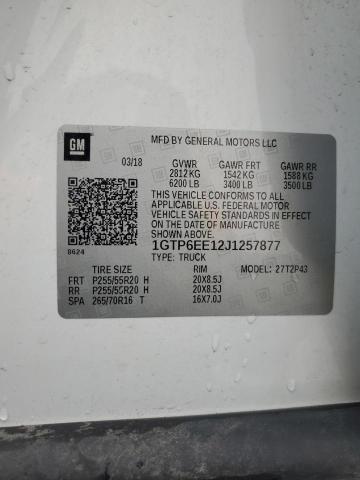 GM
MFD BY GENERAL MOTORS LLC
03/18 GVWR GAWR FRT GAWR RR
2812 KG 1542 KG 1588 KG
6200 LB 3400 LB 3500 LB
THIS VEHICLE CONFORMS TO ALL
APPLICABLE U.S. FEDERAL MOTOR
VEHICLE SAFETY STANDARDS IN
EFFECT ON THE DATE OF MANUFACTURE
SHOWN ABOVE.
8624 1GTP6EE12J1257877
TYPE: TRUCK
TIRE SIZE RIM MODEL: 27T2P43
FRT P255/55R20 H 20X8.5J
RR P255/55R20 H 20X8.5J
SPA 265/70R16 T 16X7.0J